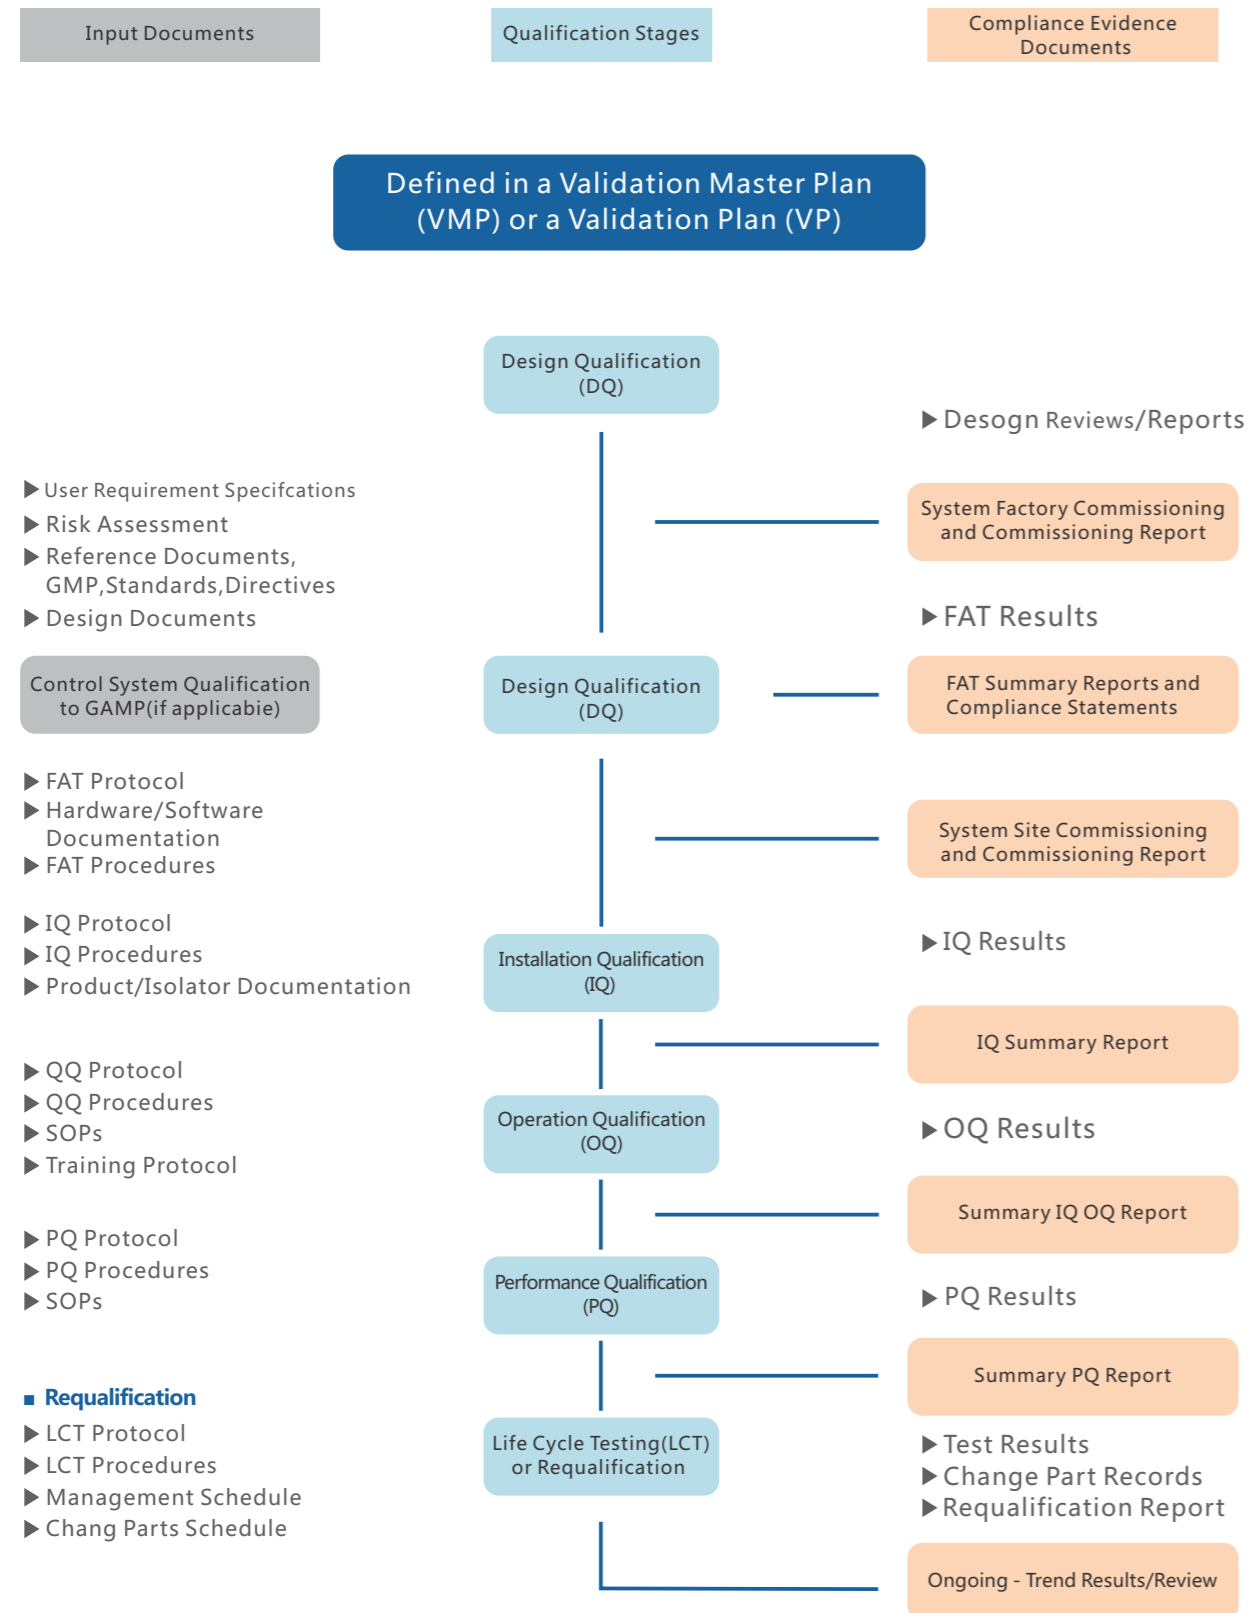 Input Documents
Qualification Stages
Compliance Evidence
Documents
Defined in a Validation Master Plan
(VMP) or a Validation Plan (VP)
Design Qualification
(DQ)
▶Desogn Reviews/Reports
▶User Requirement Specifcations
▶Risk Assessment
▶Reference Documents,
GMP,Standards,Directives
▶Design Documents
System Factory Commissioning
and Commissioning Report
▶FAT Results
Control System Qualification
to GAMP(if applicabie)
Design Qualification
(DQ)
FAT Summary Reports and
Compliance Statements
▶FAT Protocol
▶Hardware/Software
Documentation
▶FAT Procedures
System Site Commissioning
and Commissioning Report
▶IQ Protocol
▶IQ Procedures
▶Product/Isolator Documentation
Installation Qualification
(IQ)
▶IQ Results
IQ Summary Report
▶QQ Protocol
▶QQ Procedures
▶SOPs
▶Training Protocol
Operation Qualification
(OQ)
▶OQ Results
Summary IQ OQ Report
▶PQ Protocol
▶PQ Procedures
▶SOPs
Performance Qualification
(PQ)
▶PQ Results
Summary PQ Report
■ Requalification
▶LCT Protocol
▶LCT Procedures
▶Management Schedule
▶Chang Parts Schedule
Life Cycle Testing(LCT)
or Requalification
▶Test Results
▶Change Part Records
▶Requalification Report
Ongoing - Trend Results/Review